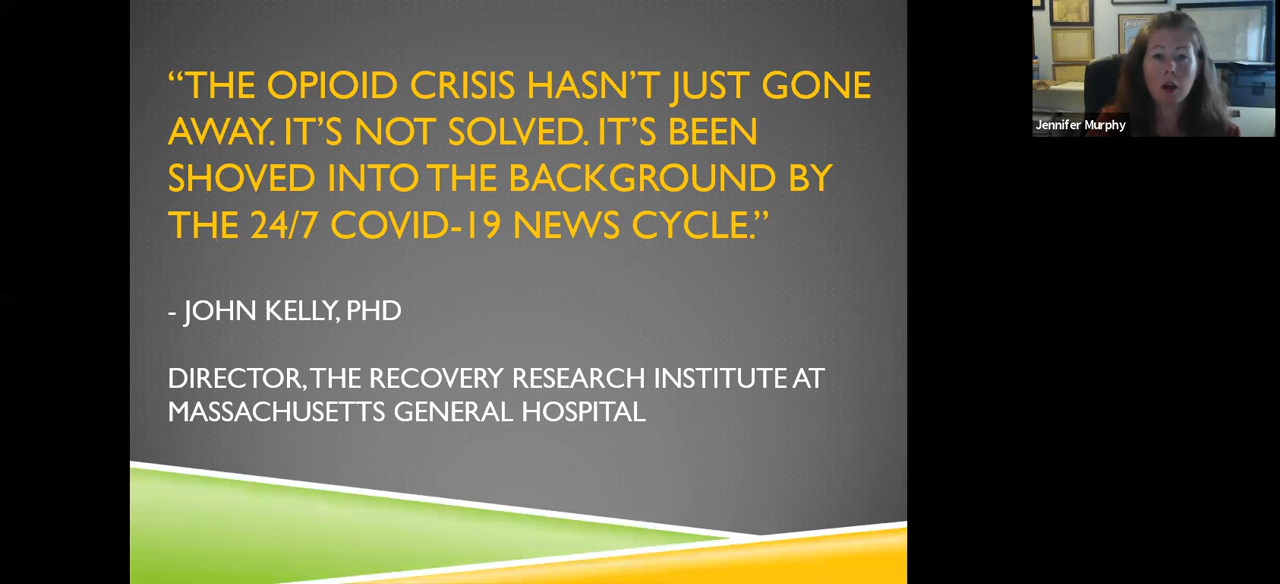 “THE OPIOID CRISIS HASN’T JUST GONE
AWAY. IT’S NOT SOLVED. IT’S BEEN
SHOVED INTO THE BACKGROUND BY
THE 24/7 COVID-19 NEWS CYCLE.”
- JOHN KELLY, PHD
DIRECTOR, THE RECOVERY RESEARCH INSTITUTE AT
MASSACHUSETTS GENERAL HOSPITAL
Jennifer Murphy